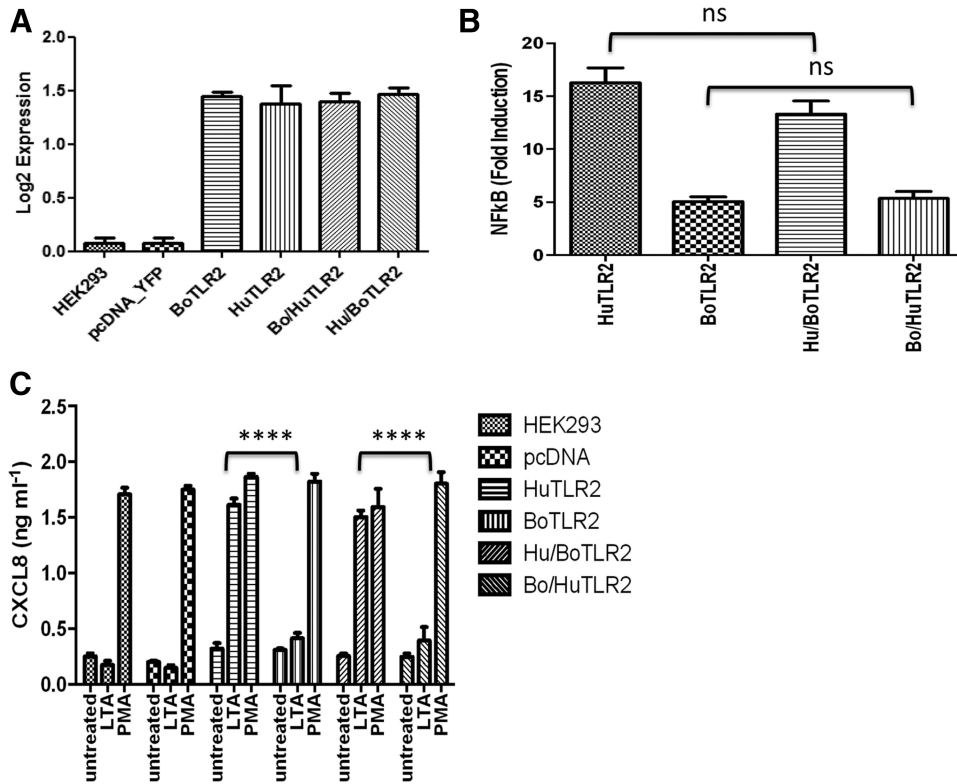 A
Log2 Expression
2.0
1.5
1.0
0.5
0.0
HEK293
pcDNA_YFP
BoTLR2
HuTLR2
Bo/HuTLR2
Hu/BoTLR2
B
ns
ns
NFkB (Fold Induction)
20
15
10
5
0
HuTLR2
BoTLR2
Hu/BoTLR2
Bo/HuTLR2
C
CXCL8 (ng ml-1)
2.5
2.0
1.5
1.0
0.5
0.0
****
****
untreated
LTA
PMA
untreated
LTA
PMA
untreated
LTA
PMA
untreated
LTA
PMA
untreated
LTA
PMA
untreated
LTA
PMA
HEK293
pcDNA
HuTLR2
BoTLR2
Hu/BoTLR2
Bo/HuTLR2